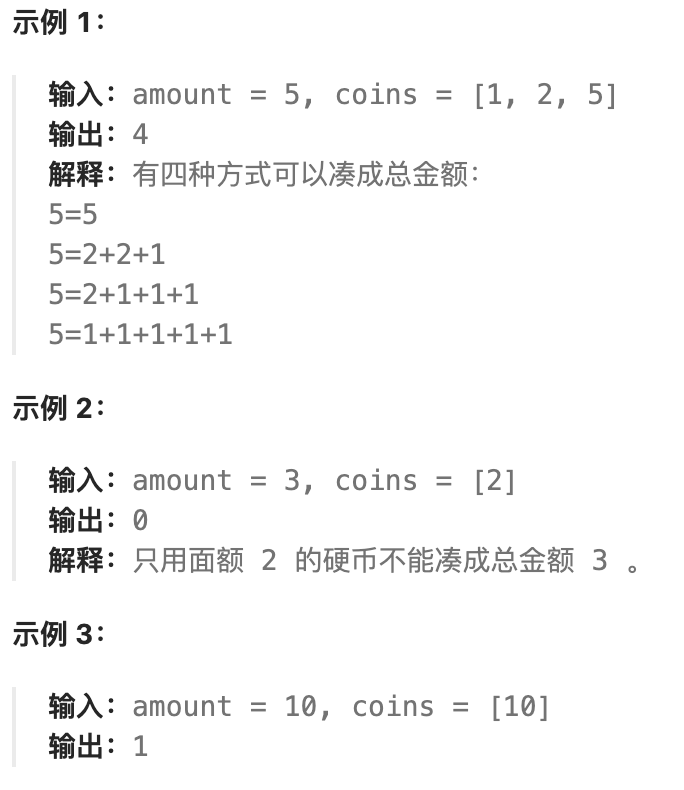 示例 1：
输入：amount = 5, coins = [1, 2, 5]
输出：4
解释：有四种方式可以凑成总金额：
5=5
5=2+2+1
5=2+1+1+1
5=1+1+1+1+1
示例 2：
输入：amount = 3, coins = [2]
输出：0
解释：只用面额 2 的硬币不能凑成总金额 3 。
示例 3：
输入：amount = 10, coins = [10]
输出：1